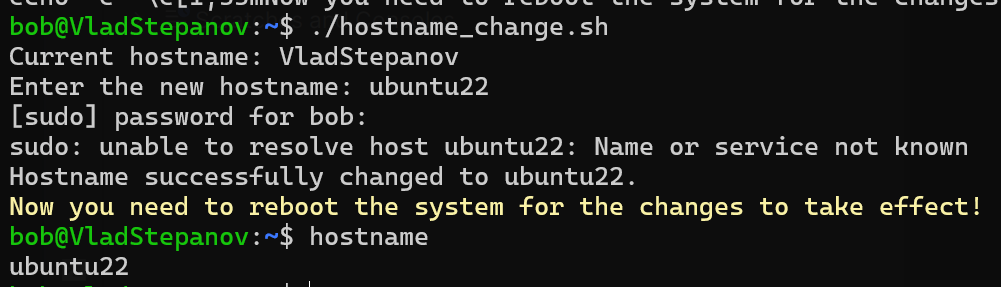 bob@VladStepanov:~$ ./hostname_change.sh
Current hostname: VladStepanov
Enter the new hostname: ubuntu22
[sudo] password for bob:
sudo: unable to resolve host ubuntu22: Name or service not known
Hostname successfully changed to ubuntu22.
Now you need to reboot the system for the changes to take effect!
bob@VladStepanov:~$ hostname
ubuntu22